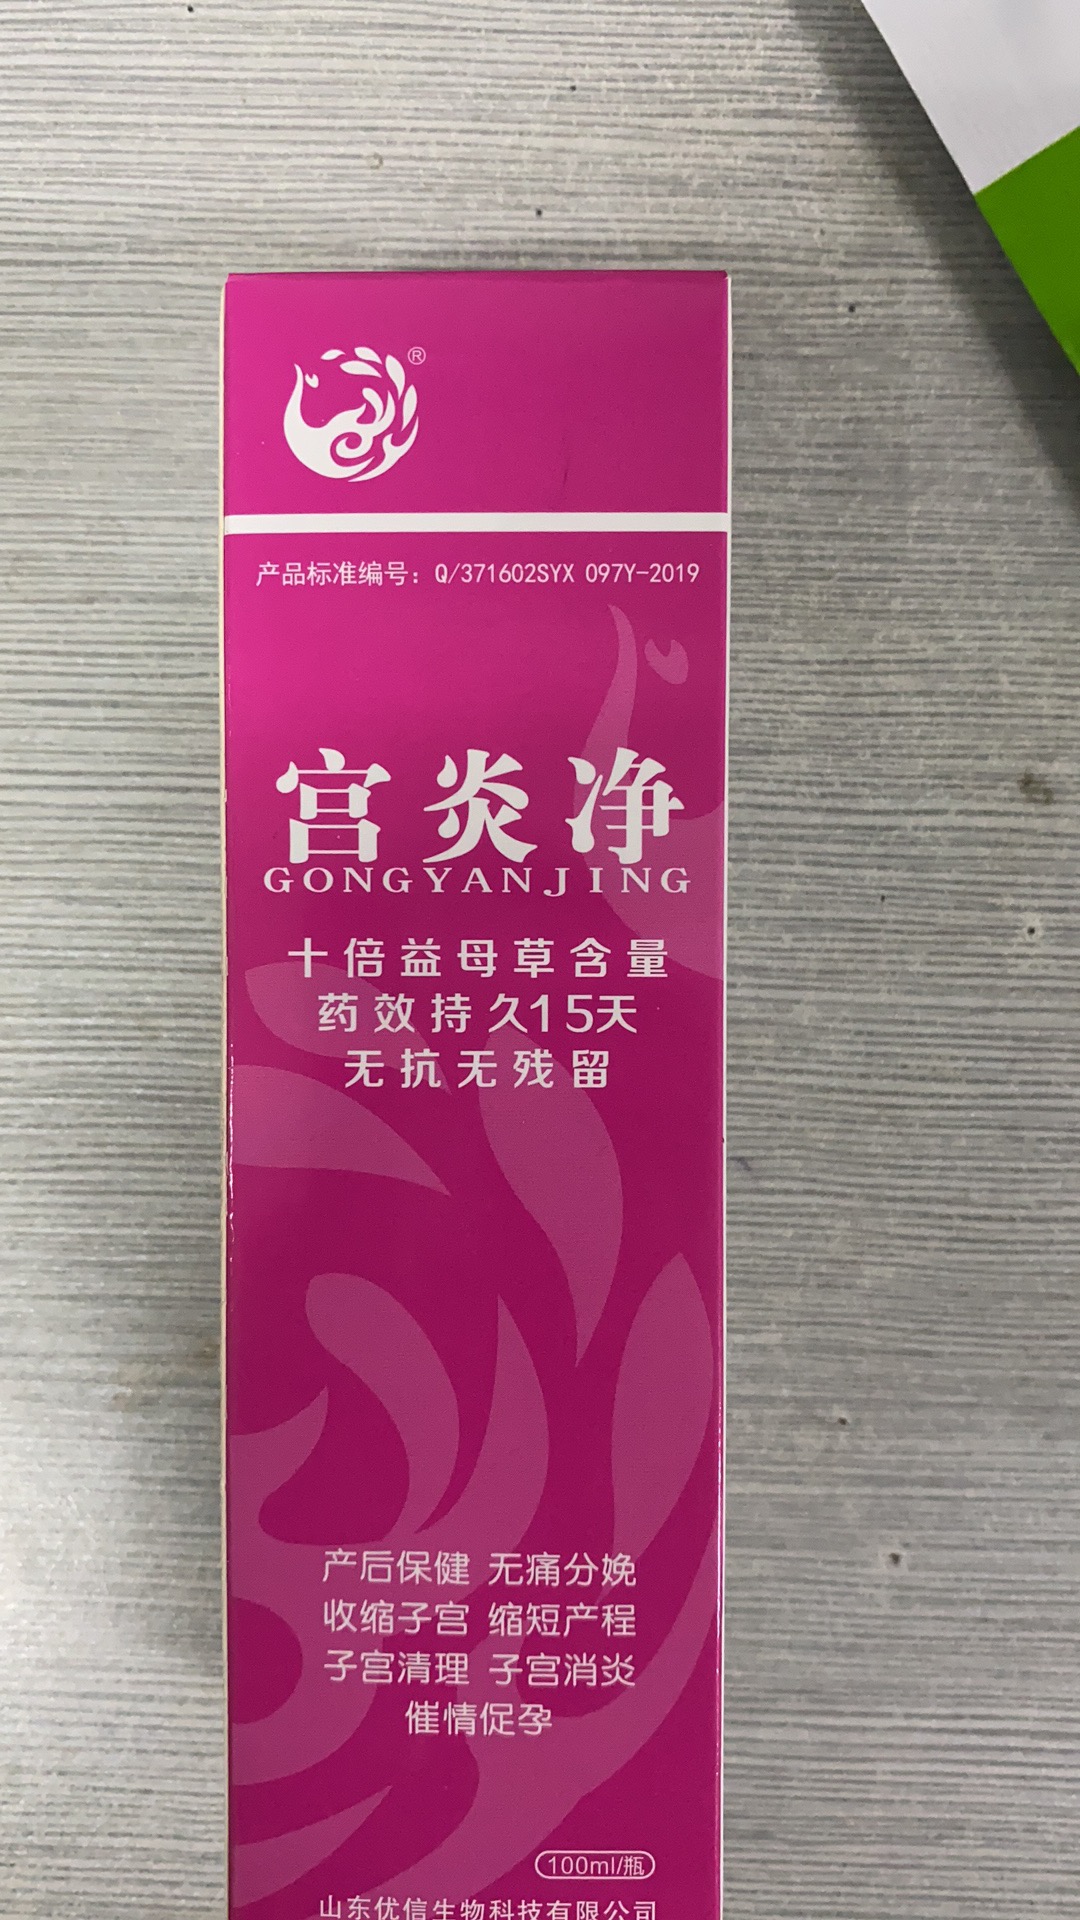 ®
产品标准编号：Q/371602SYX 097Y-2019
宫炎净
GONGYANJING
十倍益母草含量
药效持久15天
无抗无残留
产后保健 无痛分娩
收缩子宫 缩短产程
子宫清理 子宫消炎
催情促孕
100ml/瓶
山东优信生物科技有限公司